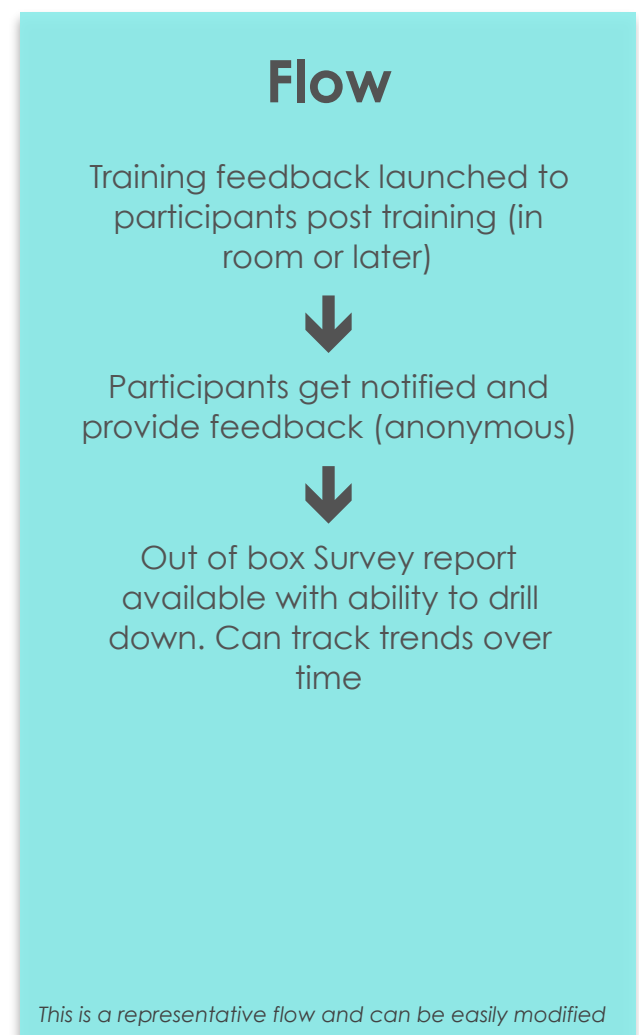 Flow
Training feedback launched to
participants post training (in
room or later)
Participants get notified and
provide feedback (anonymous)
Out of box Survey report
available with ability to drill
down. Can track trends over
time
This is a representative flow and can be easily modified